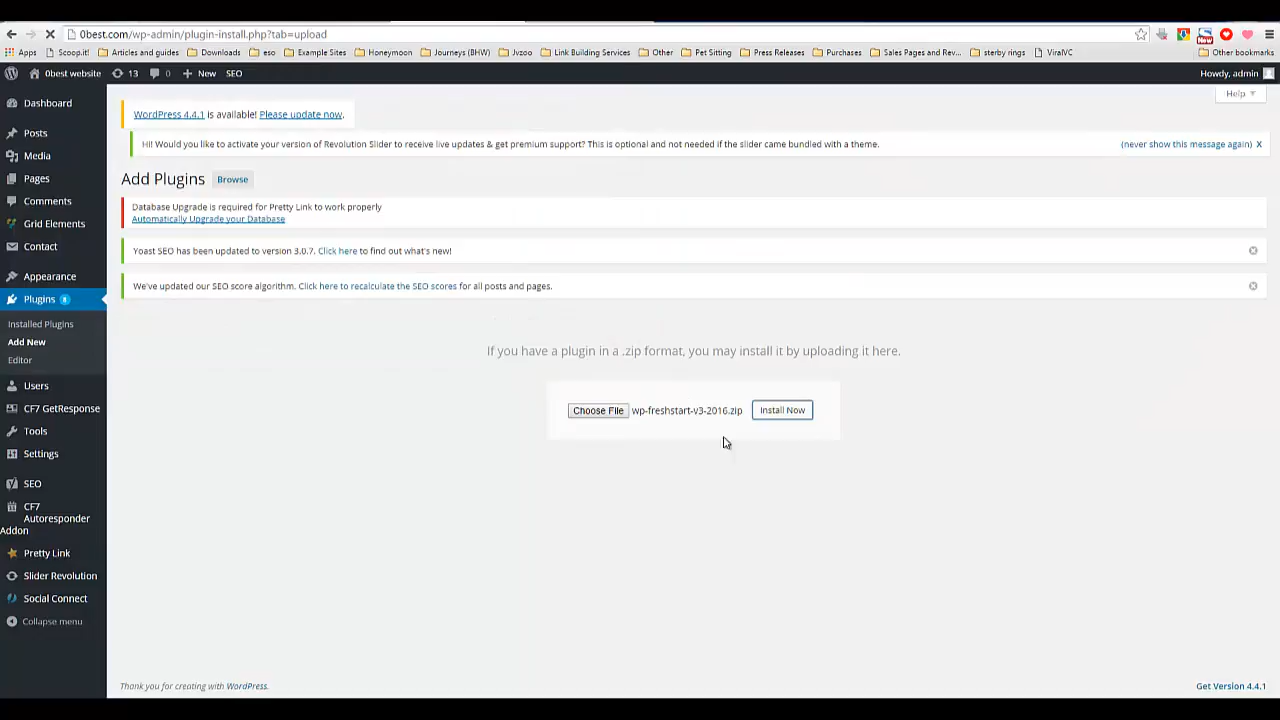 0best.com/wp-admin/plugin-install.php?tab=upload
Apps Scoop.it! Articles and guides Downloads eso Example Sites Honeymoon Journeys (BHW) Jvzoo Link Building Services Other Pet Sitting Press Releases Purchases Sales Pages and Rev... sterby rings ViralVC Other bookmarks
0best website 13 0 New SEO Howdy, admin
Help
Dashboard
Posts
Media
Pages
Comments
Grid Elements
Contact
Appearance
Plugins 8
Installed Plugins
Add New
Editor
Users
CF7 GetResponse
Tools
Settings
SEO
CF7
Autoresponder
Addon
Pretty Link
Slider Revolution
Social Connect
Collapse menu
WordPress 4.4.1 is available! Please update now.
Hi! Would you like to activate your version of Revolution Slider to receive live updates & get premium support? This is optional and not needed if the slider came bundled with a theme. (never show this message again) X
Add Plugins Browse
Database Upgrade is required for Pretty Link to work properly
Automatically Upgrade your Database
Yoast SEO has been updated to version 3.0.7. Click here to find out what's new!
We've updated our SEO score algorithm. Click here to recalculate the SEO scores for all posts and pages.
If you have a plugin in a .zip format, you may install it by uploading it here.
Choose File wp-freshstart-v3-2016.zip Install Now
Thank you for creating with WordPress. Get Version 4.4.1